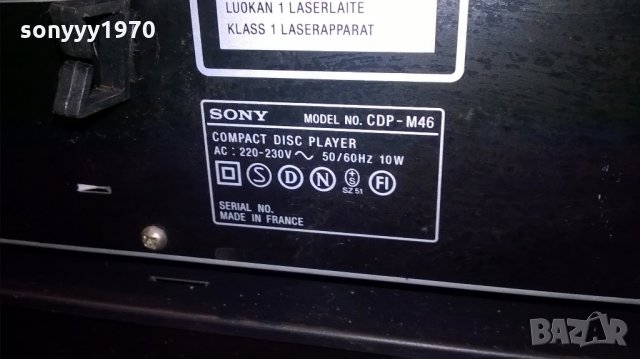 sonyyy1970
LUOKAN 1 LASERLAITE
KLASS 1 LASERAPPARAT
SONY MODEL NO. CDP-M46
COMPACT DISC PLAYER
AC : 220-230V ~ 50/60HZ 10W
S D N +S FI
SZ 51
SERIAL NO.
MADE IN FRANCE
BAZAR